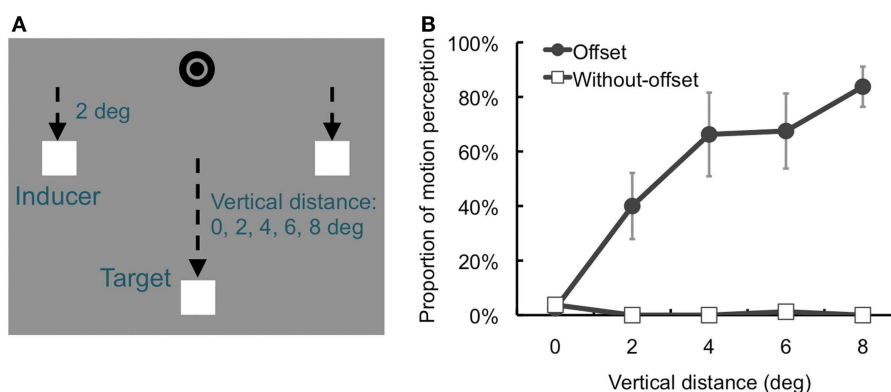 A
2 deg
Inducer
Vertical distance:
0, 2, 4, 6, 8 deg
Target
B
Proportion of motion perception
100%
80%
60%
40%
20%
0%
Offset
Without-offset
0 2 4 6 8
Vertical distance (deg)